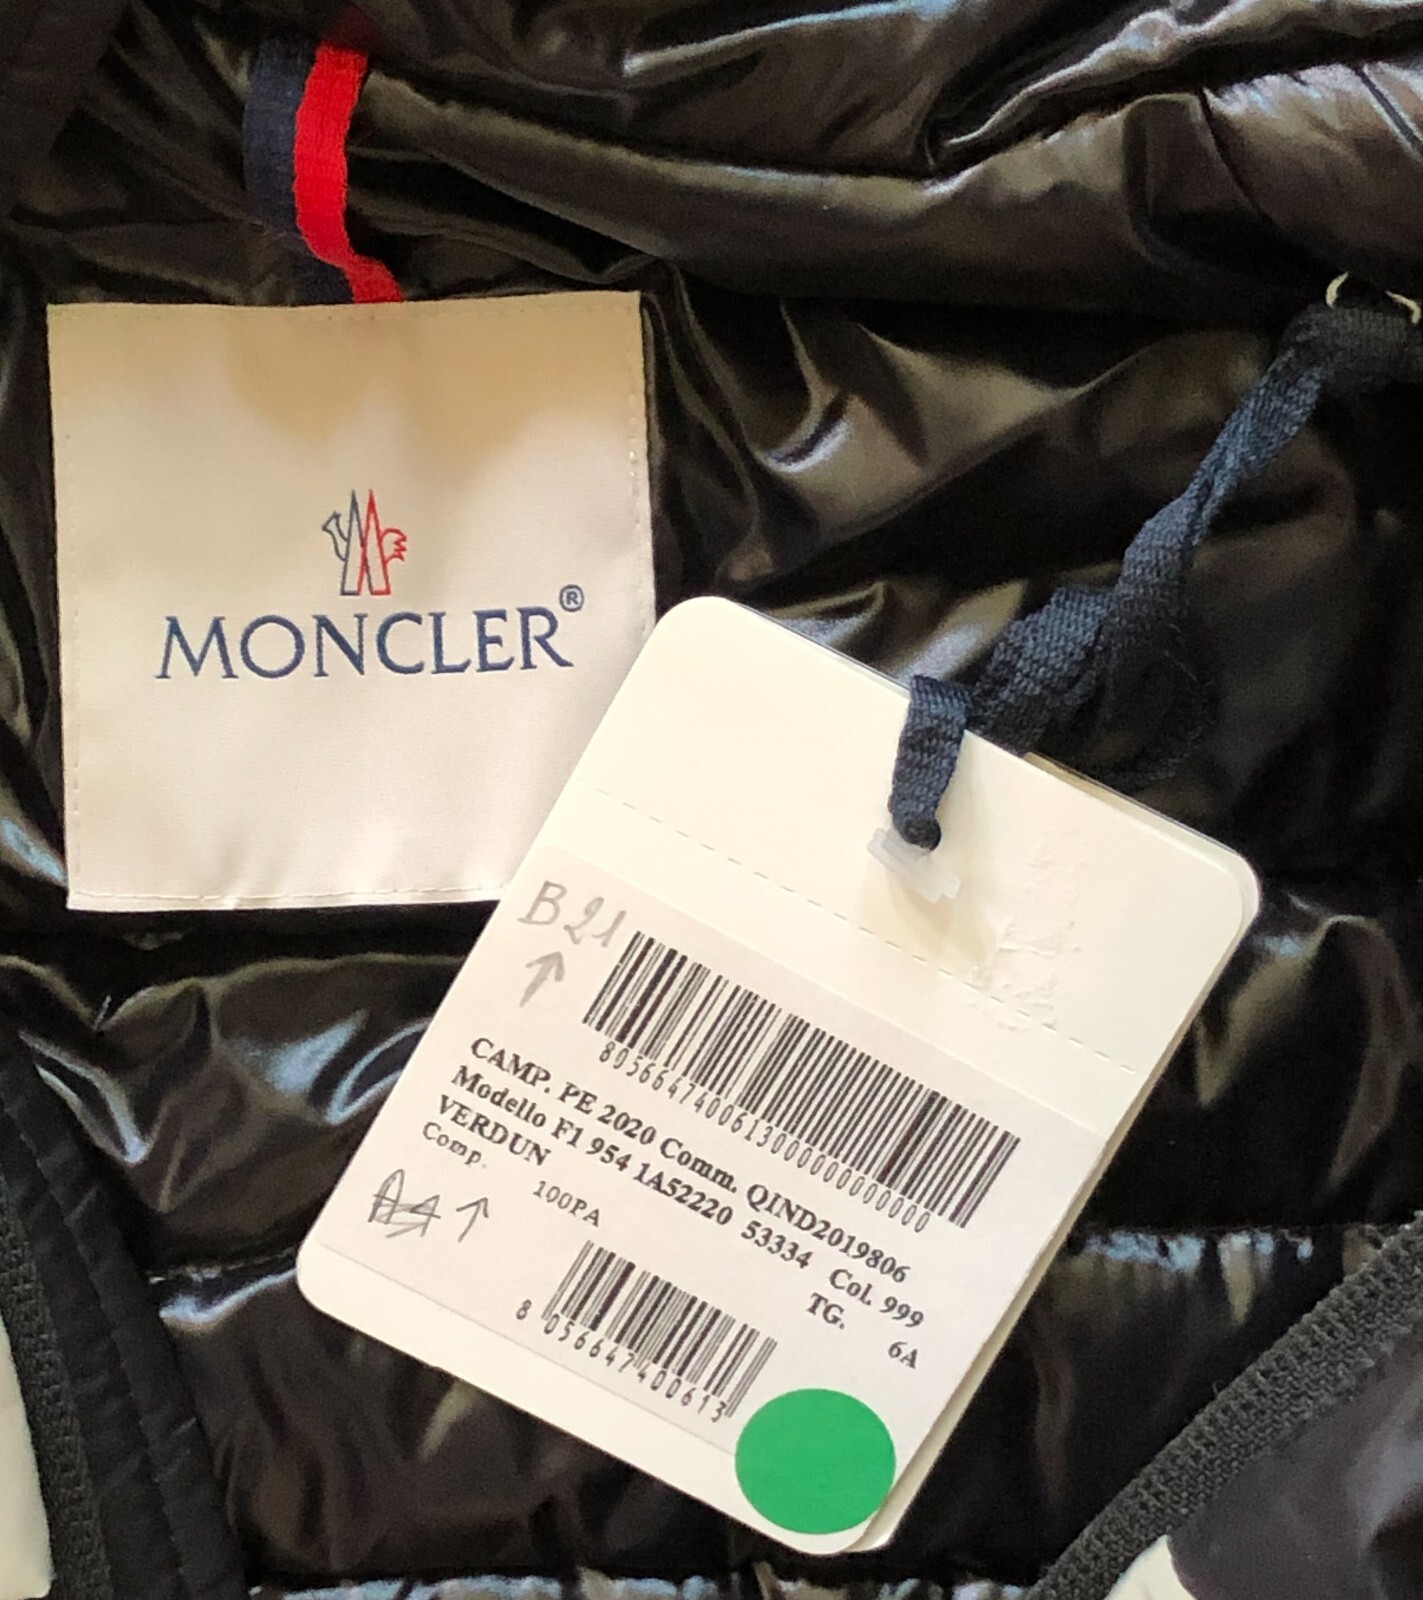 MONCLER®
B21
8056647400613000000000000
CAMP. PE 2020 Comm. QIND2019806
Modello F1 954 1A52220 53334 Col. 999
VERDUN TG. 6A
Comp. 100PA
8 056647 400613